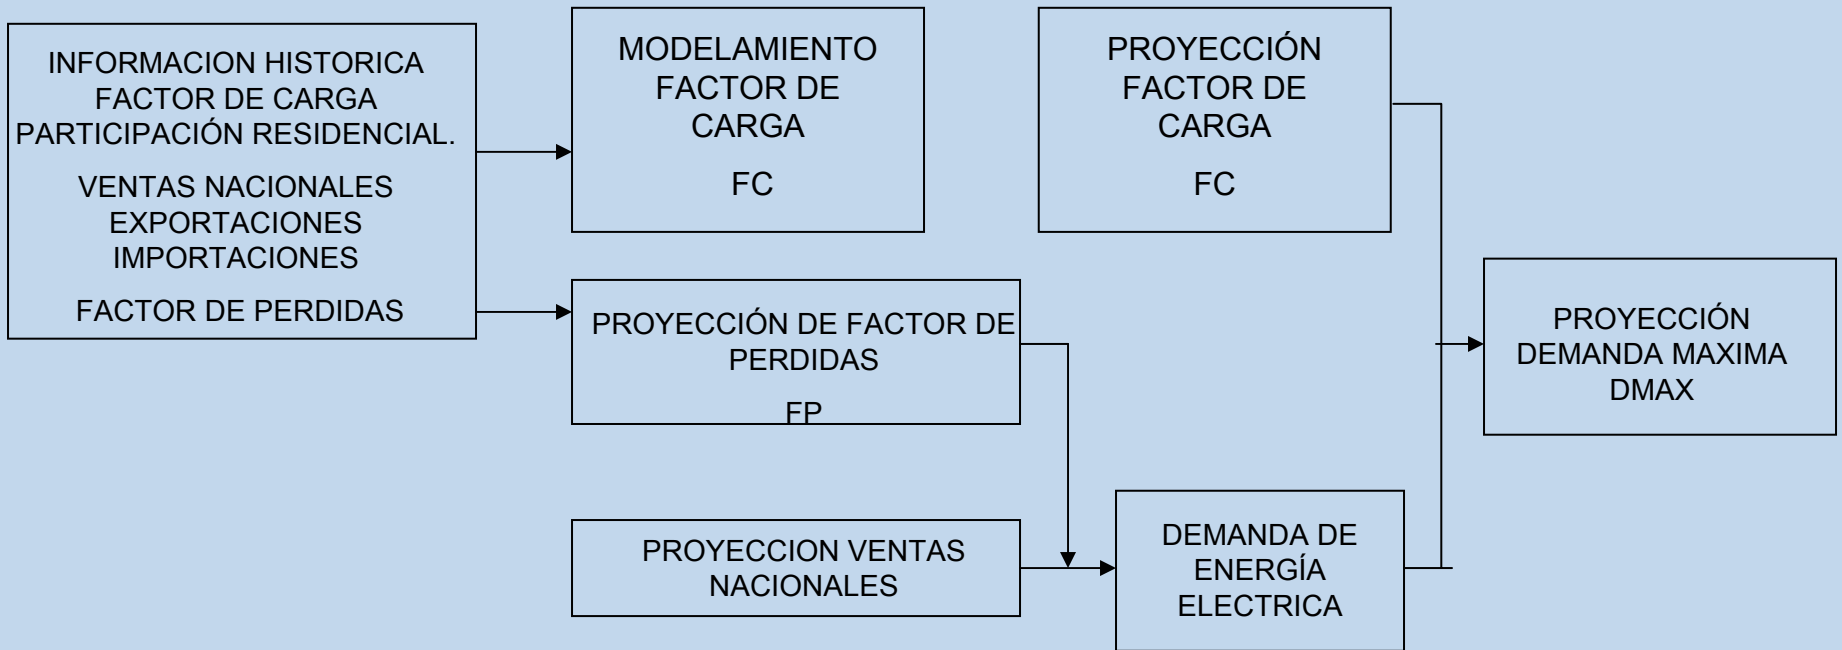 INFORMACION HISTORICA
FACTOR DE CARGA
PARTICIPACIÓN RESIDENCIAL.
VENTAS NACIONALES
EXPORTACIONES
IMPORTACIONES
FACTOR DE PERDIDAS
MODELAMIENTO
FACTOR DE
CARGA
FC
PROYECCIÓN
FACTOR DE
CARGA
FC
PROYECCIÓN DE FACTOR DE
PERDIDAS
FP
PROYECCIÓN
DEMANDA MAXIMA
DMAX
PROYECCION VENTAS
NACIONALES
DEMANDA DE
ENERGÍA
ELECTRICA